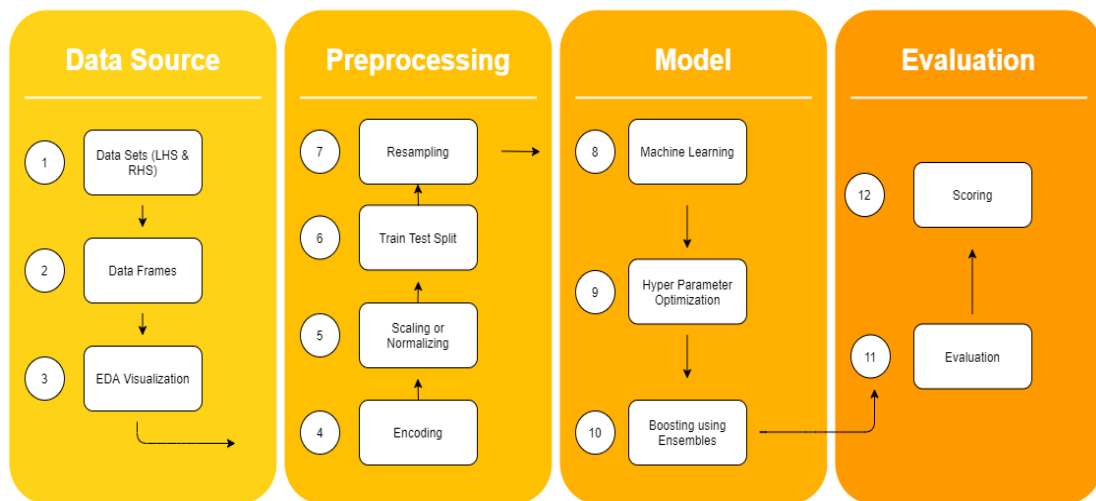 Data Source
1
Data Sets (LHS &
RHS)
2
Data Frames
3
EDA Visualization
Preprocessing
7
Resampling
6
Train Test Split
5
Scaling or
Normalizing
4
Encoding
Model
8
Machine Learning
9
Hyper Parameter
Optimization
10
Boosting using
Ensembles
Evaluation
12
Scoring
11
Evaluation